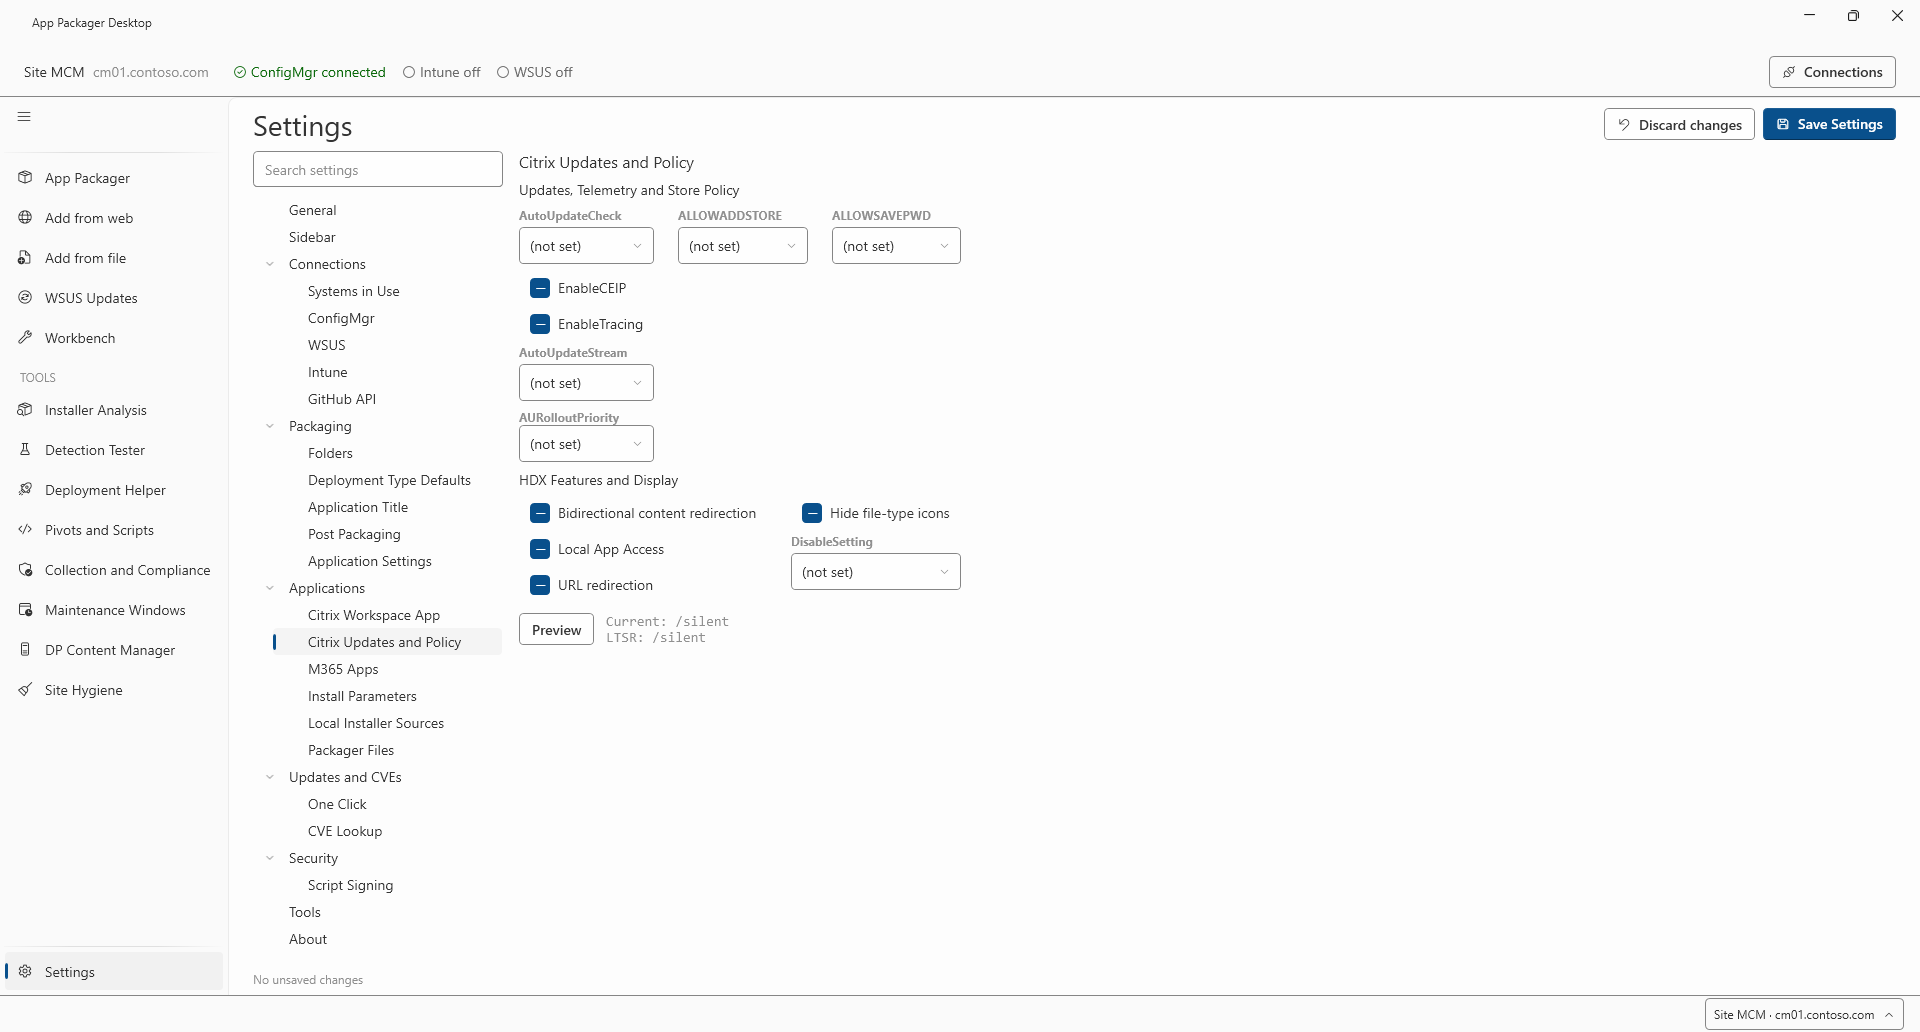 App Packager Desktop
Site MCM cm01.contoso.com ConfigMgr connected Intune off WSUS off Connections
Settings
Discard changes Save Settings
Search settings
App Packager
Add from web
Add from file
WSUS Updates
Workbench
TOOLS
Installer Analysis
Detection Tester
Deployment Helper
Pivots and Scripts
Collection and Compliance
Maintenance Windows
DP Content Manager
Site Hygiene
Settings
General
Sidebar
Connections
Systems in Use
ConfigMgr
WSUS
Intune
GitHub API
Packaging
Folders
Deployment Type Defaults
Application Title
Post Packaging
Application Settings
Applications
Citrix Workspace App
Citrix Updates and Policy
M365 Apps
Install Parameters
Local Installer Sources
Packager Files
Updates and CVEs
One Click
CVE Lookup
Security
Script Signing
Tools
About
No unsaved changes
Citrix Updates and Policy
Updates, Telemetry and Store Policy
AutoUpdateCheck ALLOWADDSTORE ALLOWSAVEPWD
(not set) (not set) (not set)
EnableCEIP
EnableTracing
AutoUpdateStream
(not set)
AURolloutPriority
(not set)
HDX Features and Display
Bidirectional content redirection Hide file-type icons
Local App Access DisableSetting
URL redirection (not set)
Preview
Current: /silent
LTSR: /silent
Site MCM · cm01.contoso.com